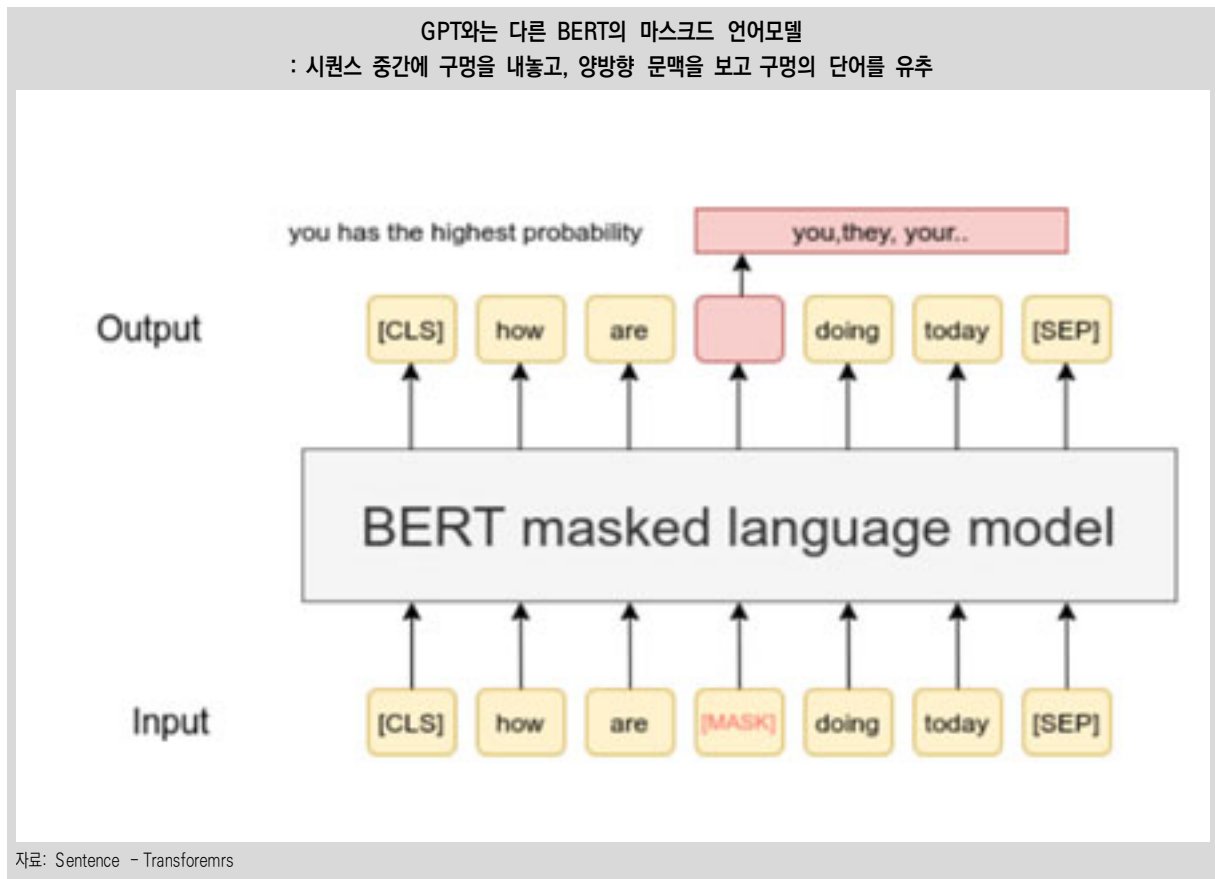 GPT와는 다른 BERT의 마스크드 언어모델
: 시퀀스 중간에 구멍을 내놓고, 양방향 문맥을 보고 구멍의 단어를 유추
you has the highest probability you,they, your..
Output [CLS] how are doing today [SEP]
BERT masked language model
Input [CLS] how are [MASK] doing today [SEP]
자료: Sentence - Transforemrs